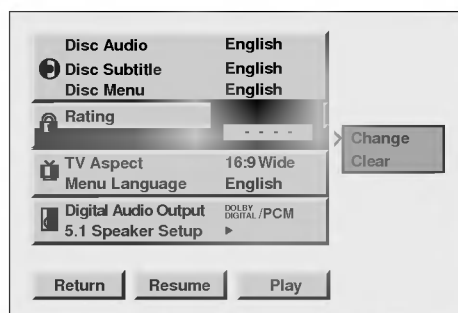 Disc Audio English
Disc Subtitle English
Disc Menu English
Rating
- - - -
Change
Clear
TV Aspect 16:9 Wide
Menu Language English
Digital Audio Output DOLBY DIGITAL /PCM
5.1 Speaker Setup ►
Return Resume Play